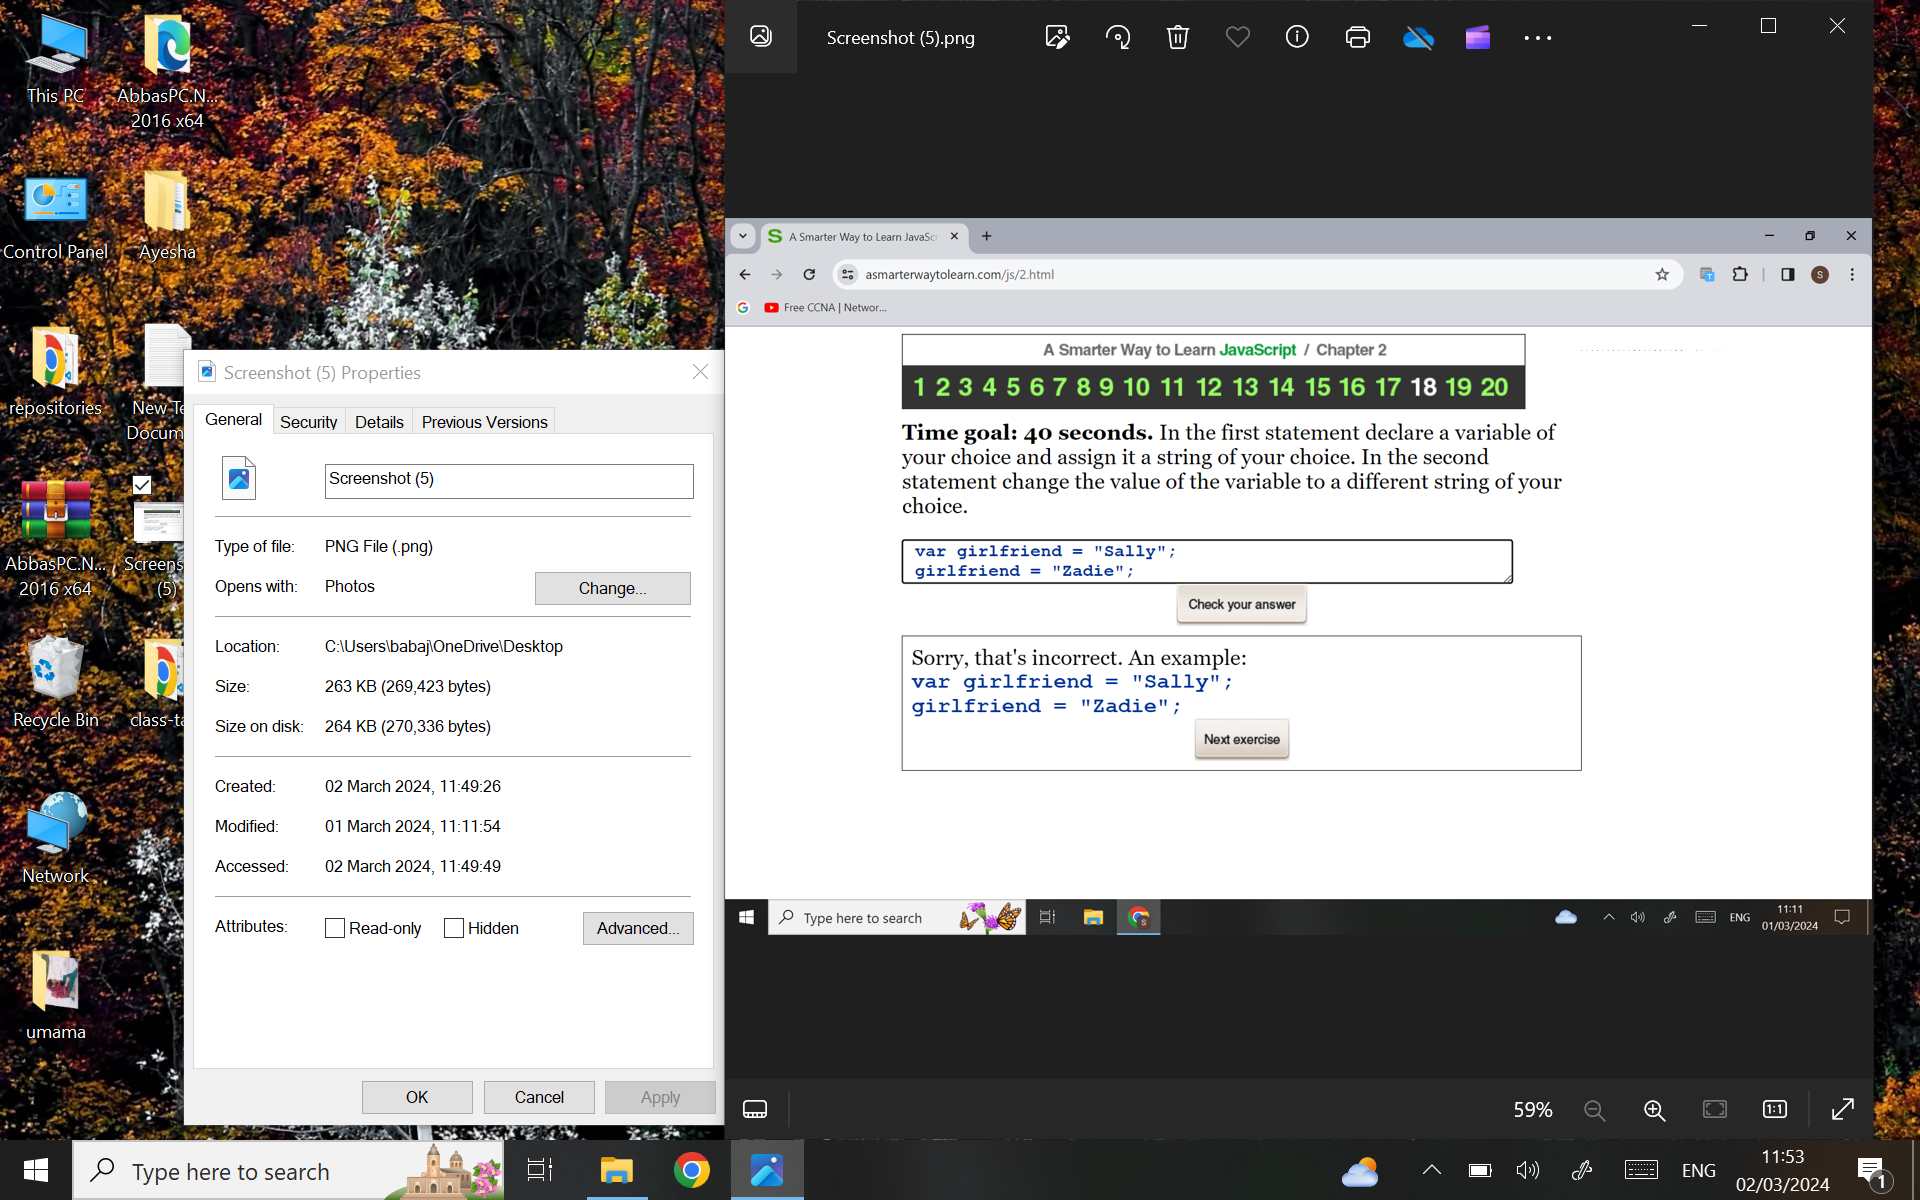 This PC
AbbasPC.N...
2016 x64
Control Panel
Ayesha
repositories
New Te
Docum
AbbasPC.N...
2016 x64
Screens
(5)
Recycle Bin
class-ta
Network
umama
Screenshot (5) Properties
General
Security
Details
Previous Versions
Screenshot (5)
Type of file: PNG File (.png)
Opens with: Photos
Change...
Location: C:\Users\babaj\OneDrive\Desktop
Size: 263 KB (269,423 bytes)
Size on disk: 264 KB (270,336 bytes)
Created: 02 March 2024, 11:49:26
Modified: 01 March 2024, 11:11:54
Accessed: 02 March 2024, 11:49:49
Attributes: Read-only Hidden Advanced...
OK Cancel Apply
Screenshot (5).png
A Smarter Way to Learn JavaSc
asmarterwaytolearn.com/js/2.html
S
Free CCNA | Networ...
A Smarter Way to Learn JavaScript / Chapter 2
1 2 3 4 5 6 7 8 9 10 11 12 13 14 15 16 17 18 19 20
Time goal: 40 seconds. In the first statement declare a variable of
your choice and assign it a string of your choice. In the second
statement change the value of the variable to a different string of your
choice.
var girlfriend = "Sally";
girlfriend = "Zadie";
Check your answer
Sorry, that's incorrect. An example:
var girlfriend = "Sally";
girlfriend = "Zadie";
Next exercise
Type here to search
ENG
11:11
01/03/2024
59%
1:1
Type here to search
ENG
11:53
02/03/2024
1